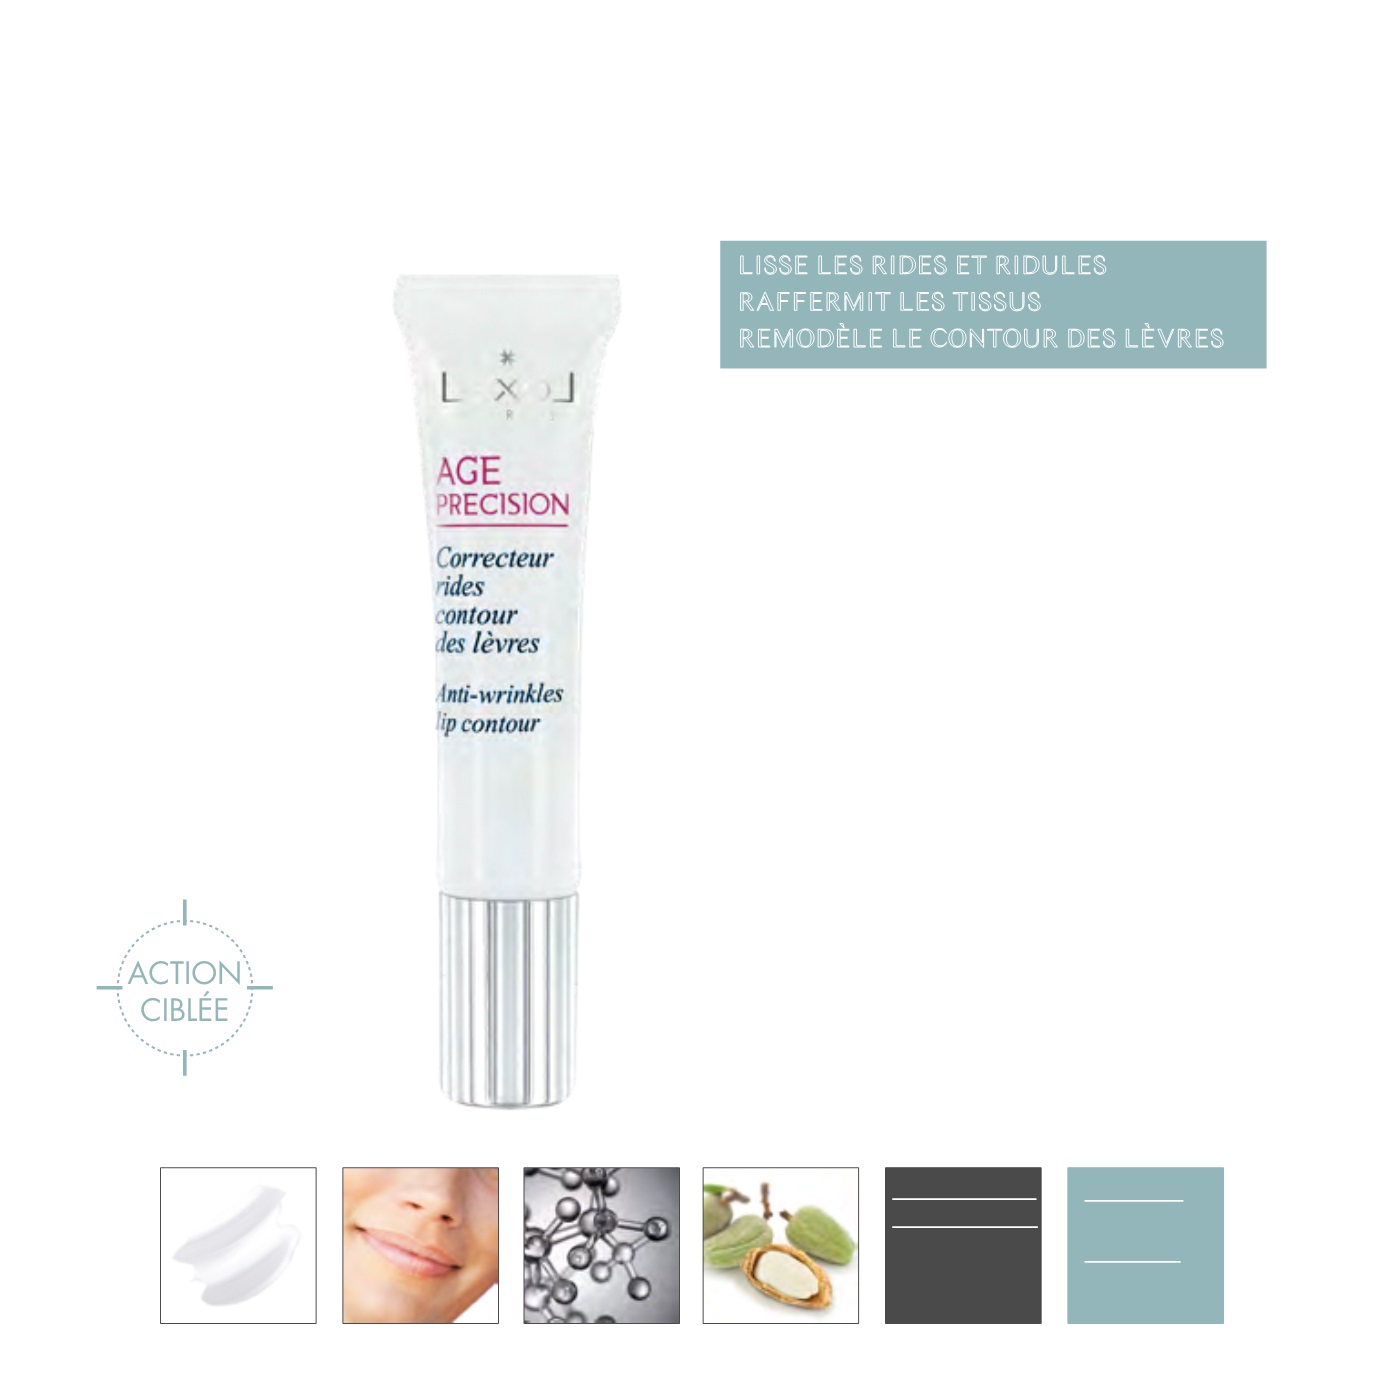 LISSE LES RIDES ET RIDULES
RAFFERMIT LES TISSUS
REMODÈLE LE CONTOUR DES LÈVRES
AGE
PRECISION
Correcteur
rides
contour
des lèvres
Anti-wrinkles
lip contour
ACTION
CIBLÉE